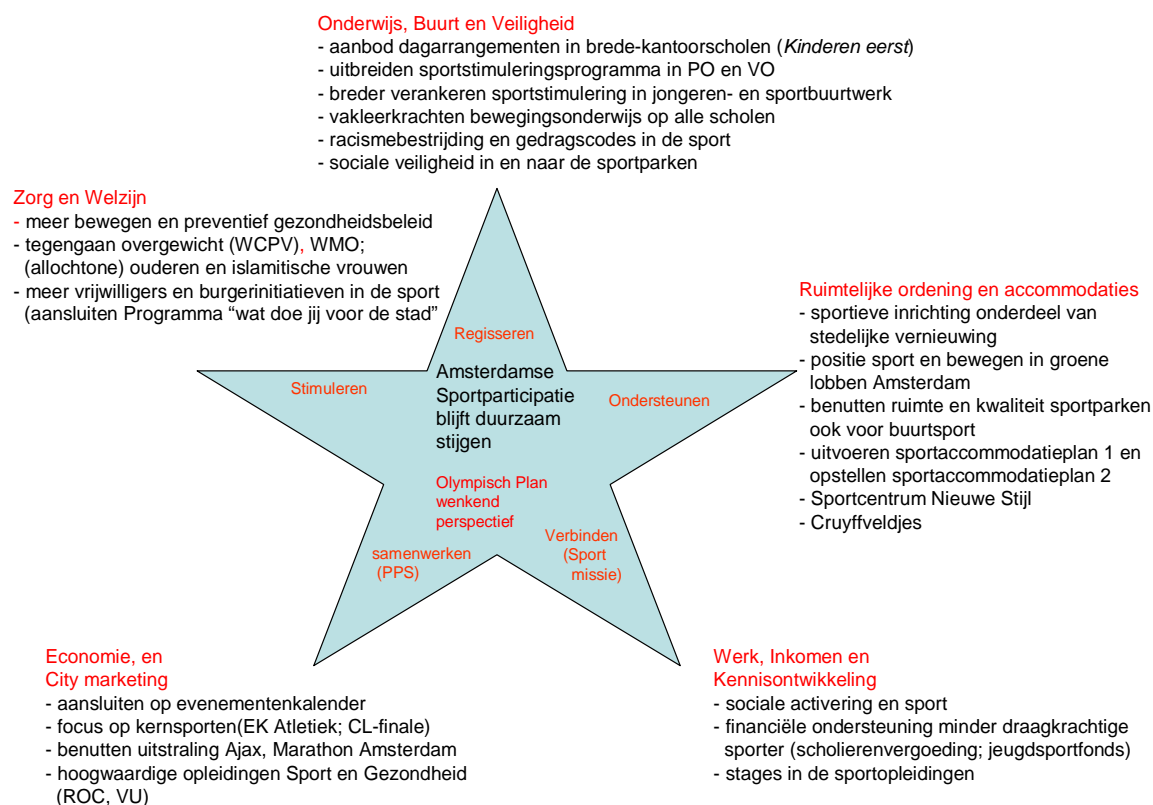 Onderwijs, Buurt en Veiligheid
- aanbod dagarrangementen in brede-kantoorscholen (Kinderen eerst)
- uitbreiden sportstimuleringsprogramma in PO en VO
- breder verankeren sportstimulering in jongeren- en sportbuurtwerk
- vakleerkrachten bewegingsonderwijs op alle scholen
- racismebestrijding en gedragscodes in de sport
- sociale veiligheid in en naar de sportparken
Zorg en Welzijn
- meer bewegen en preventief gezondheidsbeleid
- tegengaan overgewicht (WCPV), WMO;
(allochtone) ouderen en islamitische vrouwen
- meer vrijwilligers en burgerinitiatieven in de sport
(aansluiten Programma “wat doe jij voor de stad”
Ruimtelijke ordening en accommodaties
- sportieve inrichting onderdeel van
stedelijke vernieuwing
- positie sport en bewegen in groene
lobben Amsterdam
- benutten ruimte en kwaliteit sportparken
ook voor buurtsport
- uitvoeren sportaccommodatieplan 1 en
opstellen sportaccommodatieplan 2
- Sportcentrum Nieuwe Stijl
- Cruyffveldjes
Regisseren
Stimuleren
Ondersteunen
Amsterdamse
Sportparticipatie
blijft duurzaam
stijgen
Olympisch Plan
wenkend
perspectief
samenwerken
(PPS)
Verbinden
(Sport
missie)
Economie, en
City marketing
- aansluiten op evenementenkalender
- focus op kernsporten(EK Atletiek; CL-finale)
- benutten uitstraling Ajax, Marathon Amsterdam
- hoogwaardige opleidingen Sport en Gezondheid
(ROC, VU)
Werk, Inkomen en
Kennisontwikkeling
- sociale activering en sport
- financiële ondersteuning minder draagkrachtige
sporter (scholierenvergoeding; jeugdsportfonds)
- stages in de sportopleidingen